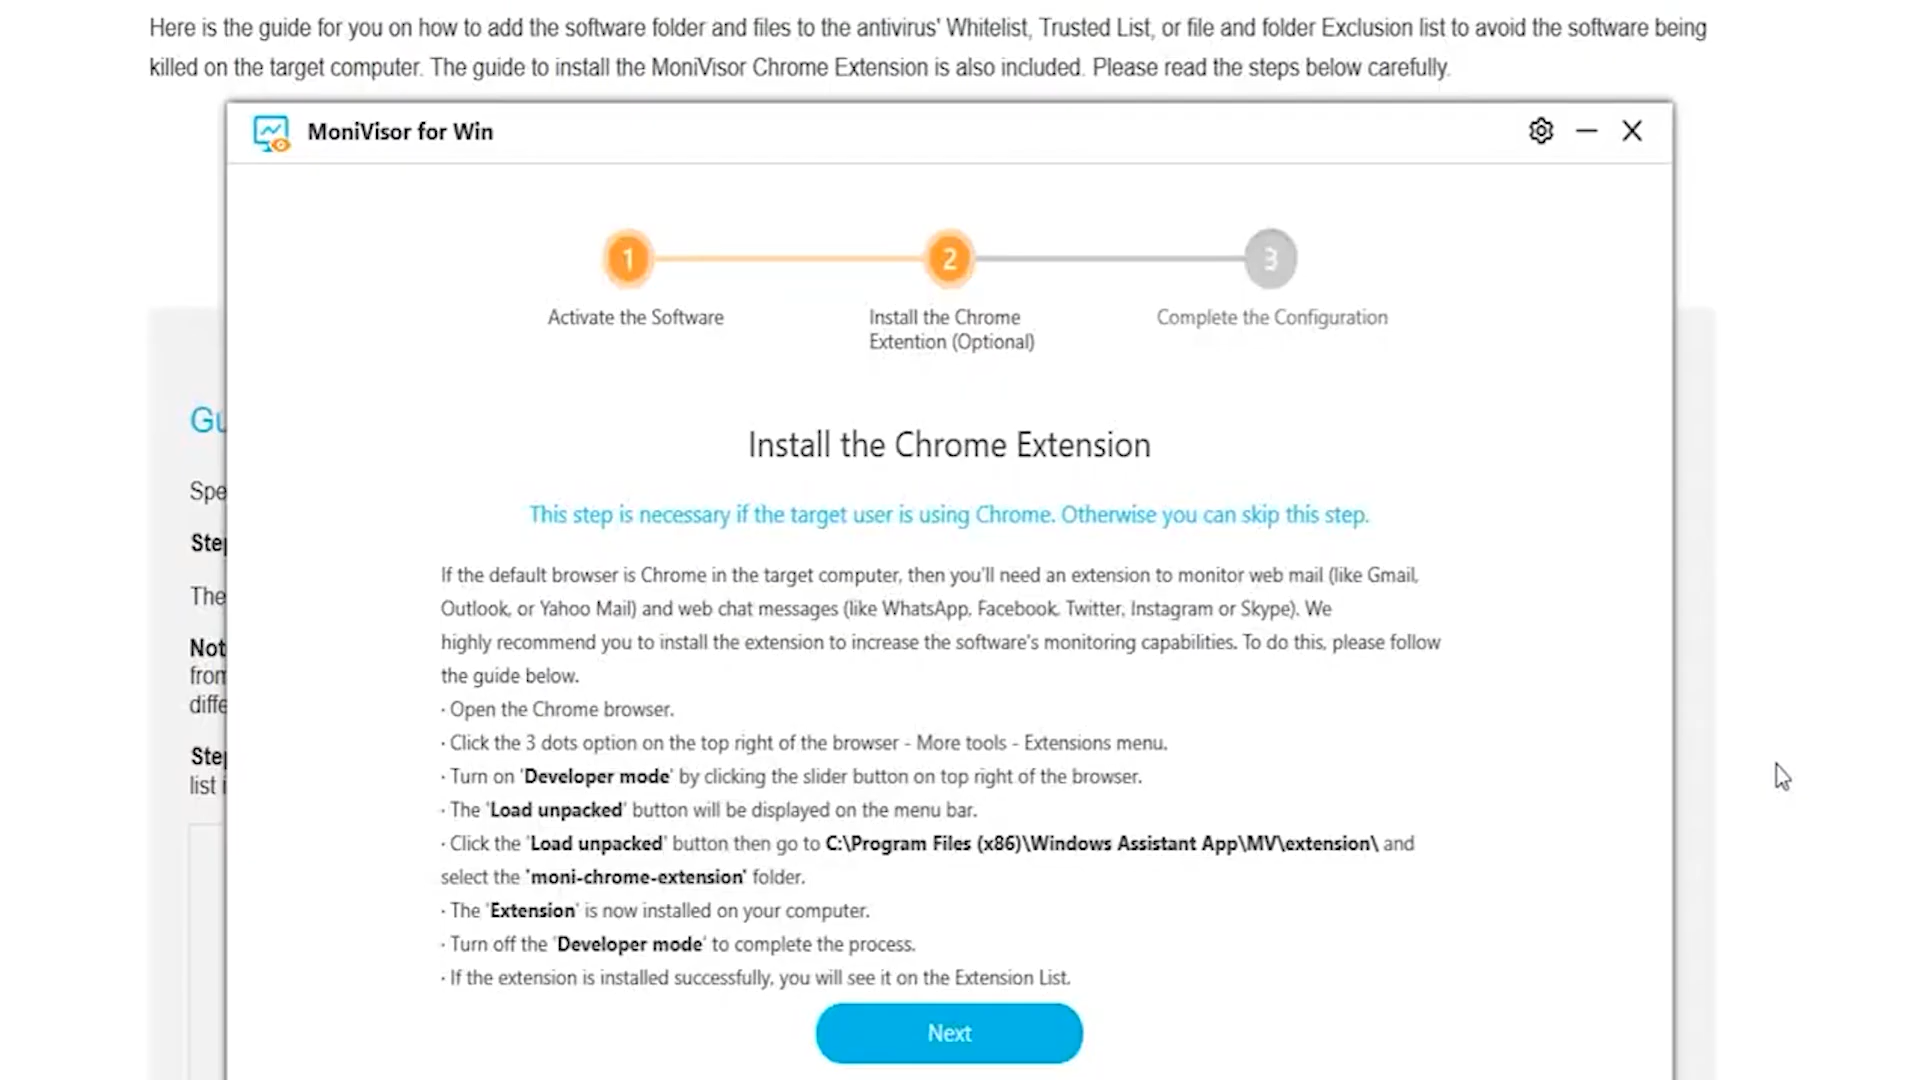 Here is the guide for you on how to add the software folder and files to the antivirus' Whitelist, Trusted List, or file and folder Exclusion list to avoid the software being
killed on the target computer. The guide to install the MoniVisor Chrome Extension is also included. Please read the steps below carefully.
MoniVisor for Win
1
2
3
Activate the Software
Install the Chrome
Extention (Optional)
Complete the Configuration
Install the Chrome Extension
This step is necessary if the target user is using Chrome. Otherwise you can skip this step.
If the default browser is Chrome in the target computer, then you'll need an extension to monitor web mail (like Gmail,
Outlook, or Yahoo Mail) and web chat messages (like WhatsApp, Facebook, Twitter, Instagram or Skype). We
highly recommend you to install the extension to increase the software's monitoring capabilities. To do this, please follow
the guide below.
· Open the Chrome browser.
· Click the 3 dots option on the top right of the browser - More tools - Extensions menu.
· Turn on 'Developer mode' by clicking the slider button on top right of the browser.
· The 'Load unpacked' button will be displayed on the menu bar.
· Click the 'Load unpacked' button then go to C:\Program Files (x86)\Windows Assistant App\MV\extension\ and
select the 'moni-chrome-extension' folder.
· The 'Extension' is now installed on your computer.
· Turn off the 'Developer mode' to complete the process.
· If the extension is installed successfully, you will see it on the Extension List.
Next
Gu
Spe
Step
The
Not
from
diffe
Step
list i